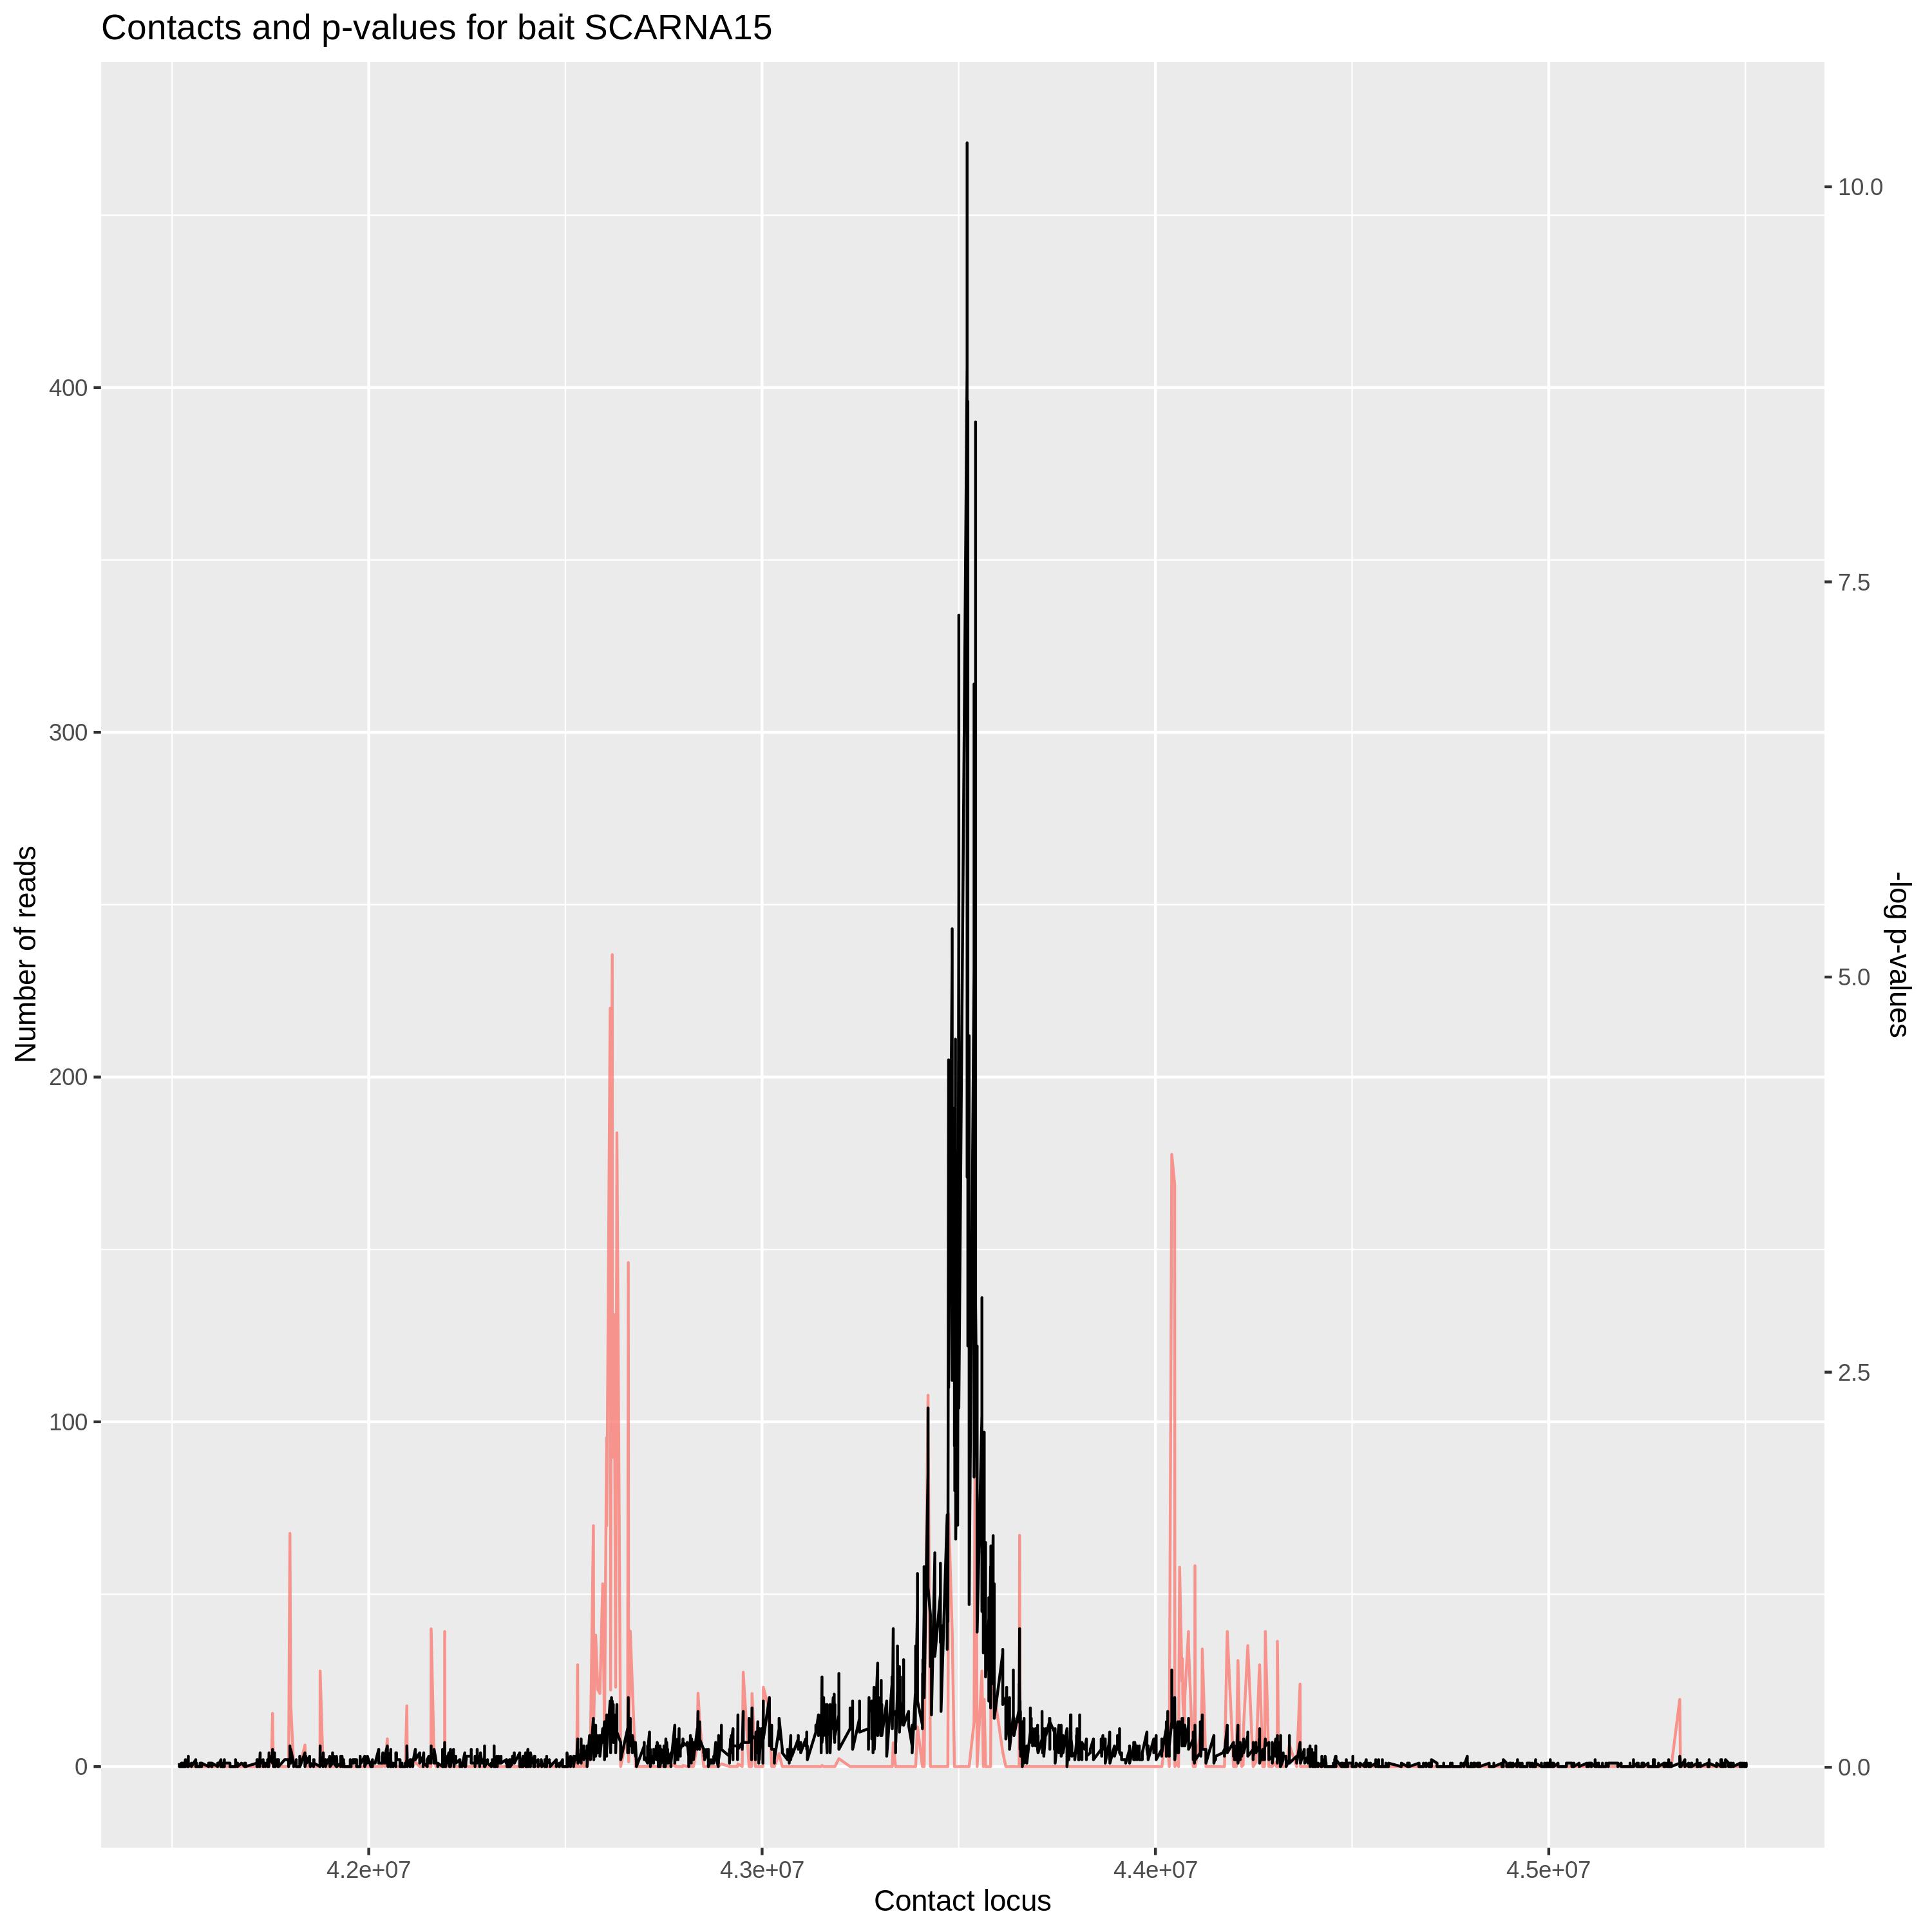 Contacts and p-values for bait SCARNA15
Number of reads
400
300
200
100
0
10.0
7.5
5.0
2.5
0.0
-log p-values
4.2e+07
4.3e+07
4.4e+07
4.5e+07
Contact locus